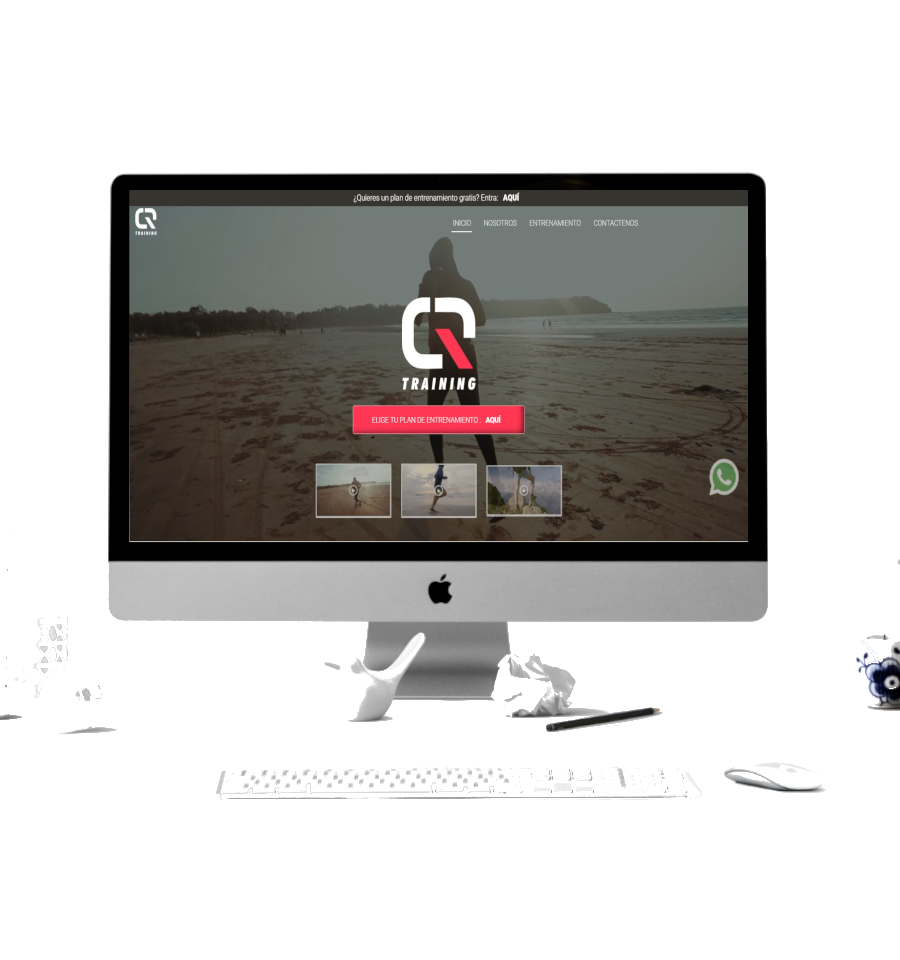 ¿Quieres un plan de entrenamiento gratis? Entra: AQUÍ
TRAINING
INICIO NOSOTROS ENTRENAMIENTO CONTACTENOS
TRAINING
ELIGE TU PLAN DE ENTRENAMIENTO : AQUÍ